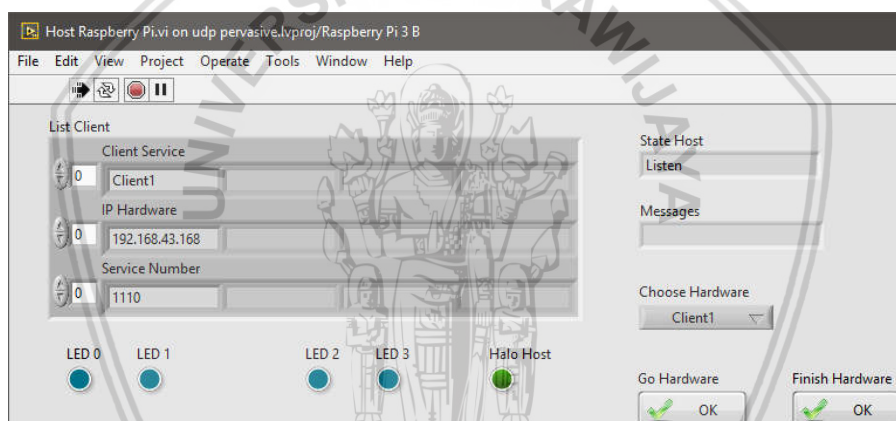 Host Raspberry Pi.vi on udp pervasive.lvproj/Raspberry Pi 3 B
File Edit View Project Operate Tools Window Help
List Client
Client Service
0 Client1
IP Hardware
0 192.168.43.168
Service Number
0 1110
State Host
Listen
Messages
Choose Hardware
Client1
LED 0 LED 1 LED 2 LED 3 Halo Host
Go Hardware Finish Hardware
OK OK
UNIVERS RAWIJAYA